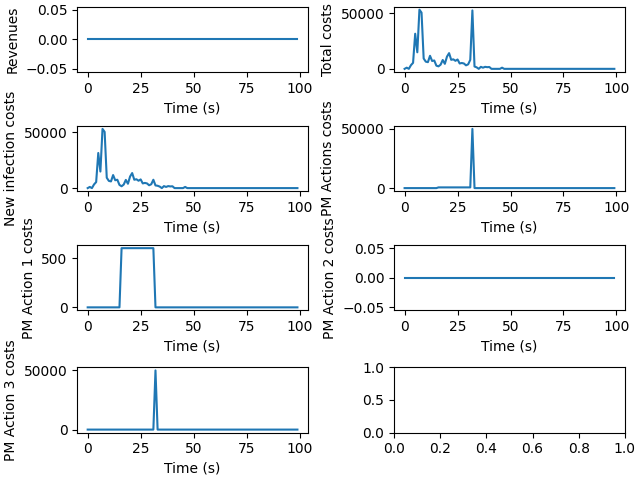 Revenues
0.05
0.00
−0.05
0 25 50 75 100
Time (s)
Total costs
50000
0
0 25 50 75 100
Time (s)
New infection costs
50000
0
0 25 50 75 100
Time (s)
PM Actions costs
50000
0
0 25 50 75 100
Time (s)
PM Action 1 costs
500
0
0 25 50 75 100
Time (s)
PM Action 2 costs
0.05
0.00
−0.05
0 25 50 75 100
Time (s)
PM Action 3 costs
50000
0
0 25 50 75 100
Time (s)
1.0
0.5
0.0
0.0 0.2 0.4 0.6 0.8 1.0